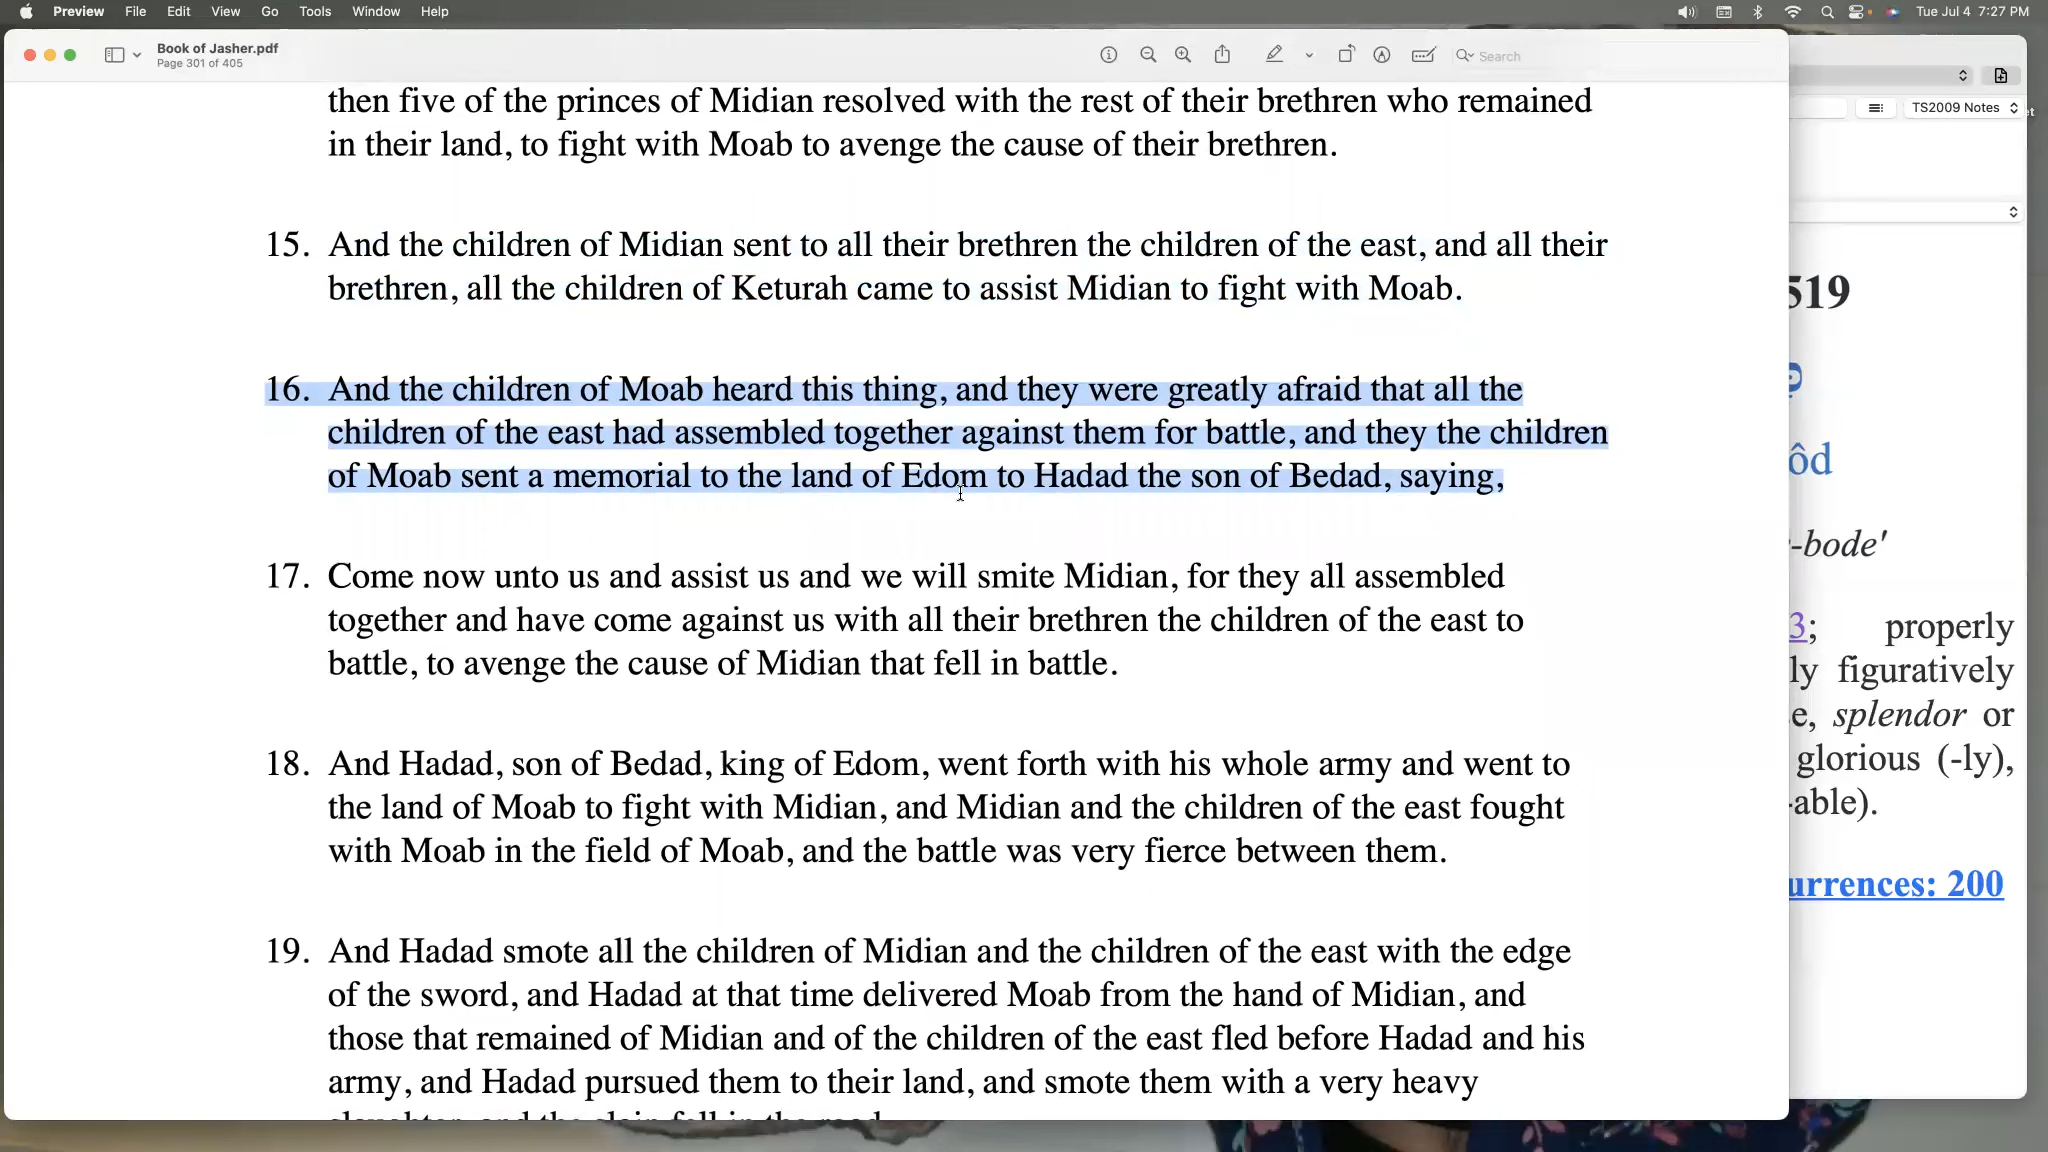 Preview File Edit View Go Tools Window Help
Tue Jul 4 7:27 PM
Book of Jasher.pdf
Page 301 of 405
Search
TS2009 Notes
then five of the princes of Midian resolved with the rest of their brethren who remained
in their land, to fight with Moab to avenge the cause of their brethren.
15. And the children of Midian sent to all their brethren the children of the east, and all their
brethren, all the children of Keturah came to assist Midian to fight with Moab.
16. And the children of Moab heard this thing, and they were greatly afraid that all the
children of the east had assembled together against them for battle, and they the children
of Moab sent a memorial to the land of Edom to Hadad the son of Bedad, saying,
17. Come now unto us and assist us and we will smite Midian, for they all assembled
together and have come against us with all their brethren the children of the east to
battle, to avenge the cause of Midian that fell in battle.
18. And Hadad, son of Bedad, king of Edom, went forth with his whole army and went to
the land of Moab to fight with Midian, and Midian and the children of the east fought
with Moab in the field of Moab, and the battle was very fierce between them.
19. And Hadad smote all the children of Midian and the children of the east with the edge
of the sword, and Hadad at that time delivered Moab from the hand of Midian, and
those that remained of Midian and of the children of the east fled before Hadad and his
army, and Hadad pursued them to their land, and smote them with a very heavy
slaughter, and the slain fell in the road.
519
ôd
-bode'
3; properly
ly figuratively
e, splendor or
glorious (-ly),
-able).
urrences: 200